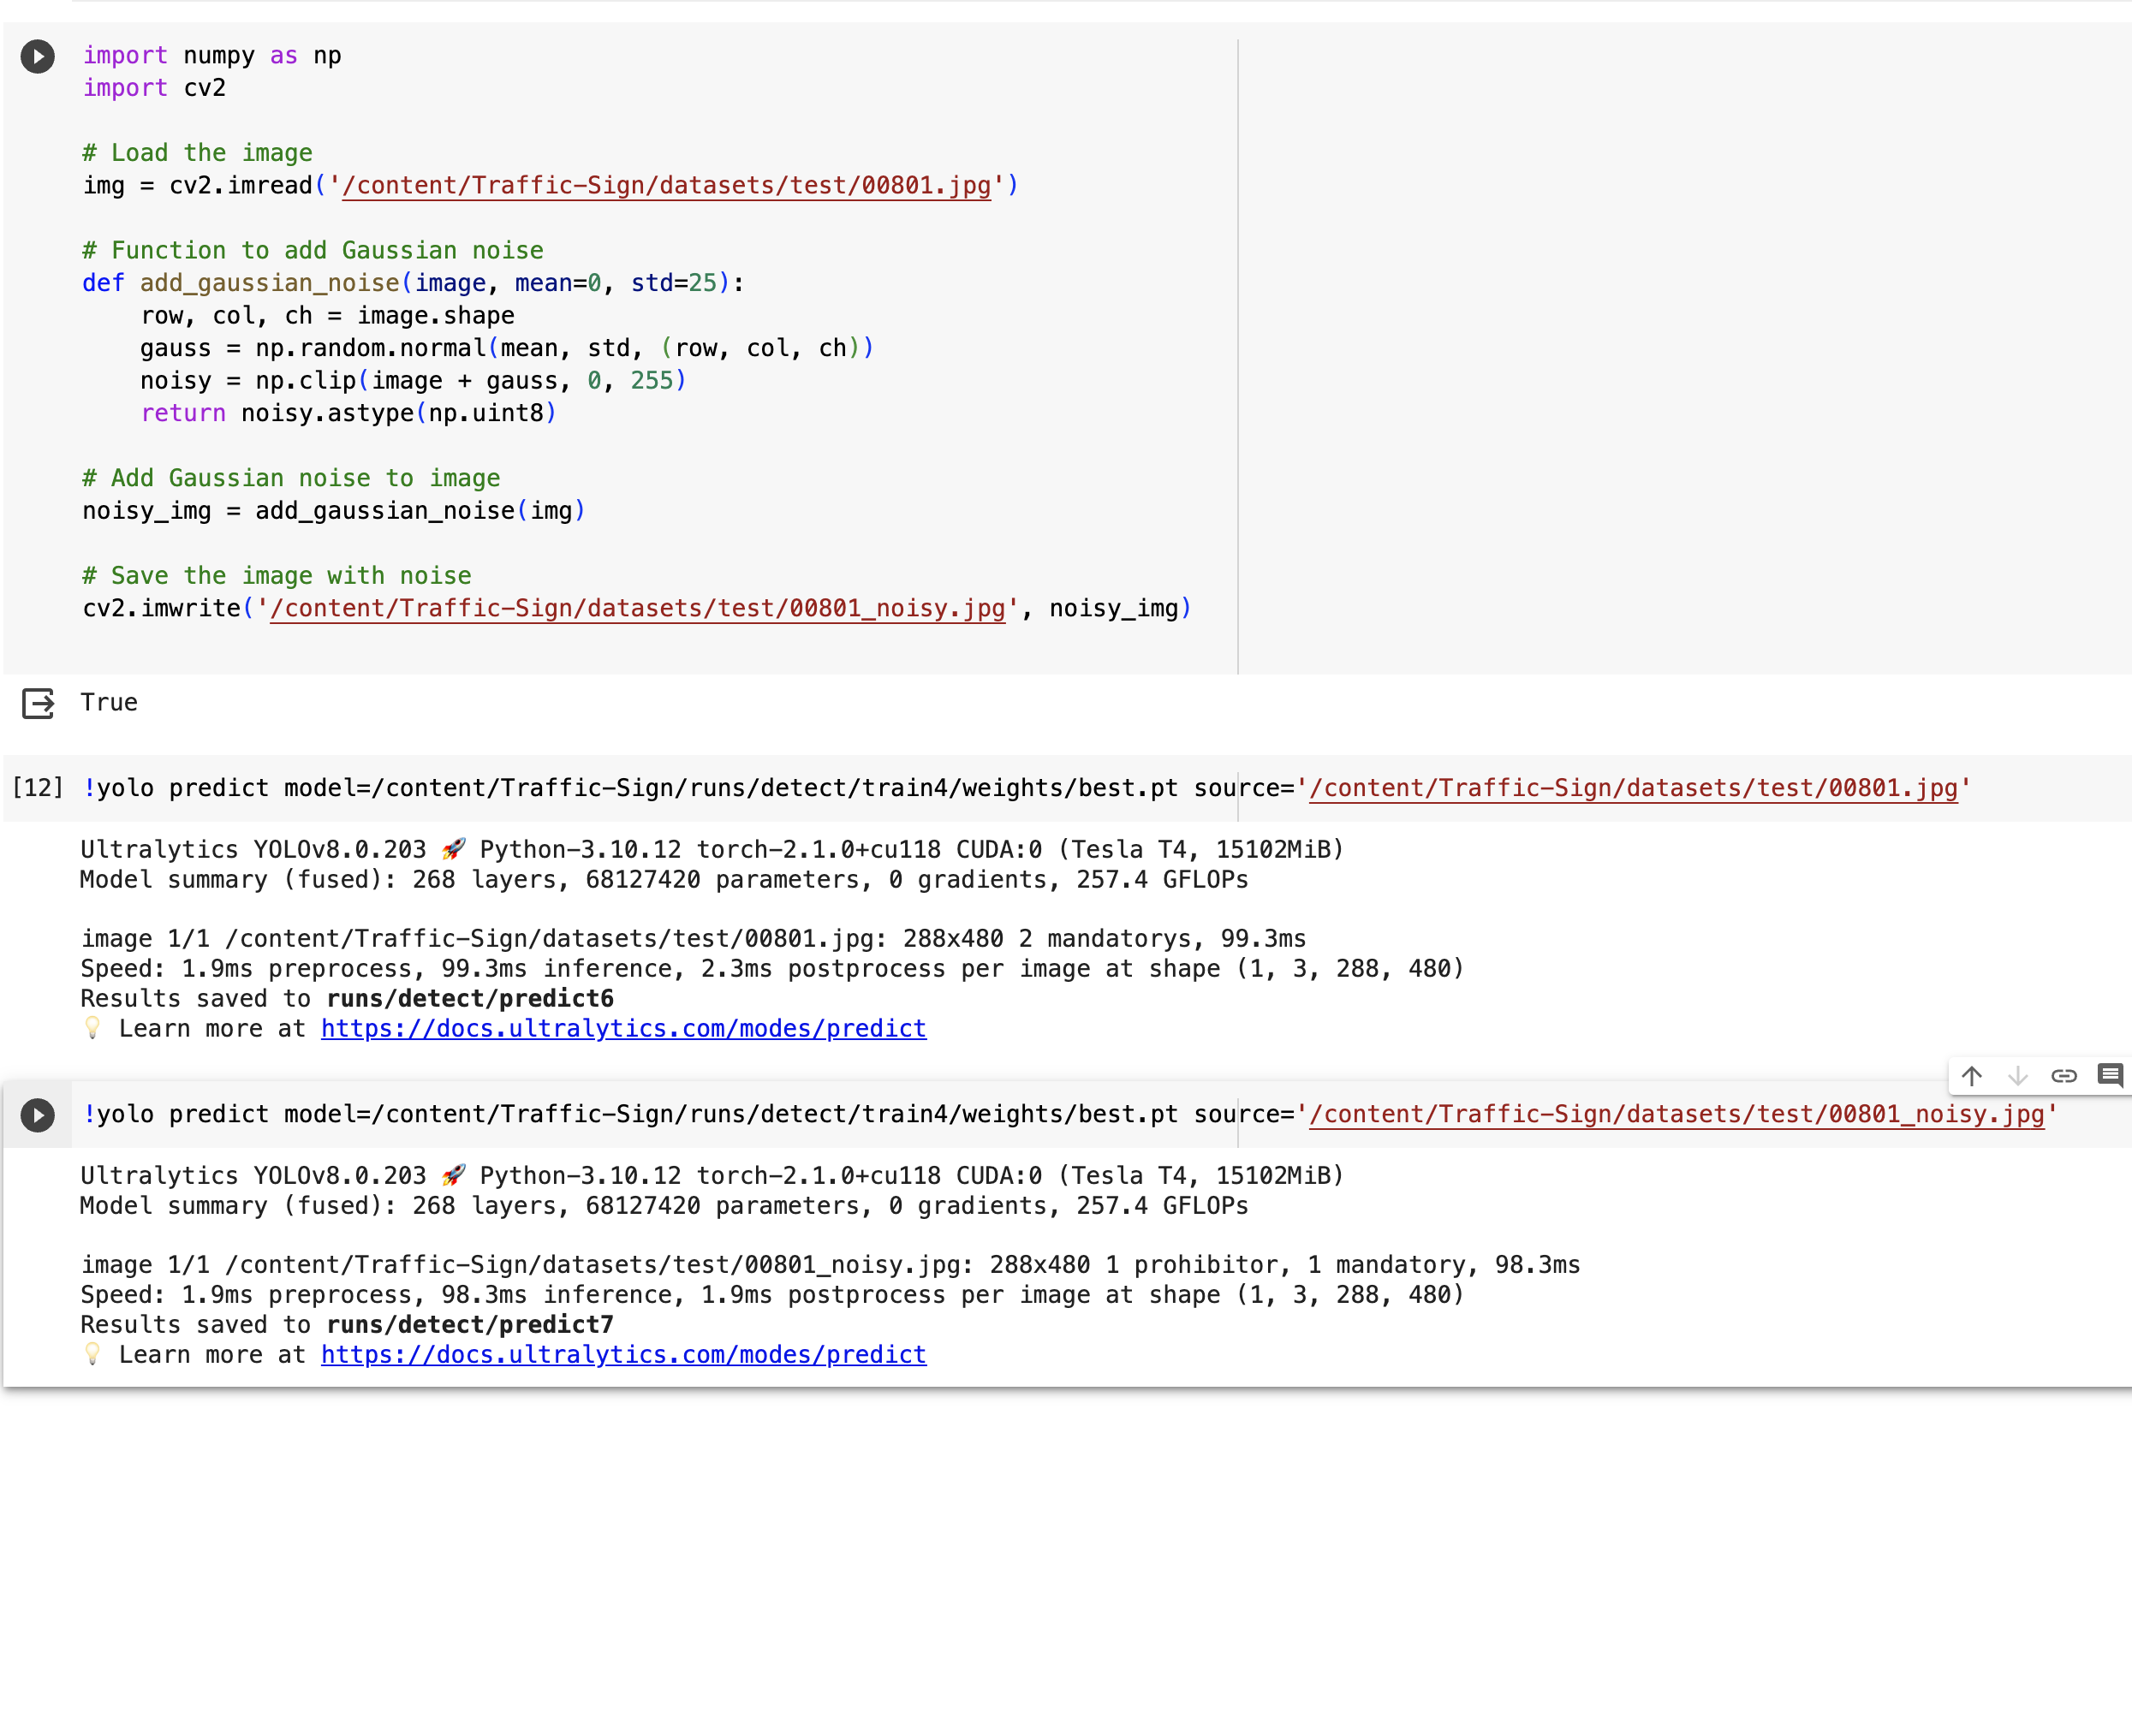 import numpy as np
import cv2
# Load the image
img = cv2.imread('/content/Traffic-Sign/datasets/test/00801.jpg')
# Function to add Gaussian noise
def add_gaussian_noise(image, mean=0, std=25):
    row, col, ch = image.shape
    gauss = np.random.normal(mean, std, (row, col, ch))
    noisy = np.clip(image + gauss, 0, 255)
    return noisy.astype(np.uint8)
# Add Gaussian noise to image
noisy_img = add_gaussian_noise(img)
# Save the image with noise
cv2.imwrite('/content/Traffic-Sign/datasets/test/00801_noisy.jpg', noisy_img)
True
[12] !yolo predict model=/content/Traffic-Sign/runs/detect/train4/weights/best.pt source='/content/Traffic-Sign/datasets/test/00801.jpg'
Ultralytics YOLOv8.0.203 🚀 Python-3.10.12 torch-2.1.0+cu118 CUDA:0 (Tesla T4, 15102MiB)
Model summary (fused): 268 layers, 68127420 parameters, 0 gradients, 257.4 GFLOPs
image 1/1 /content/Traffic-Sign/datasets/test/00801.jpg: 288x480 2 mandatorys, 99.3ms
Speed: 1.9ms preprocess, 99.3ms inference, 2.3ms postprocess per image at shape (1, 3, 288, 480)
Results saved to runs/detect/predict6
💡 Learn more at https://docs.ultralytics.com/modes/predict
!yolo predict model=/content/Traffic-Sign/runs/detect/train4/weights/best.pt source='/content/Traffic-Sign/datasets/test/00801_noisy.jpg'
Ultralytics YOLOv8.0.203 🚀 Python-3.10.12 torch-2.1.0+cu118 CUDA:0 (Tesla T4, 15102MiB)
Model summary (fused): 268 layers, 68127420 parameters, 0 gradients, 257.4 GFLOPs
image 1/1 /content/Traffic-Sign/datasets/test/00801_noisy.jpg: 288x480 1 prohibitor, 1 mandatory, 98.3ms
Speed: 1.9ms preprocess, 98.3ms inference, 1.9ms postprocess per image at shape (1, 3, 288, 480)
Results saved to runs/detect/predict7
💡 Learn more at https://docs.ultralytics.com/modes/predict